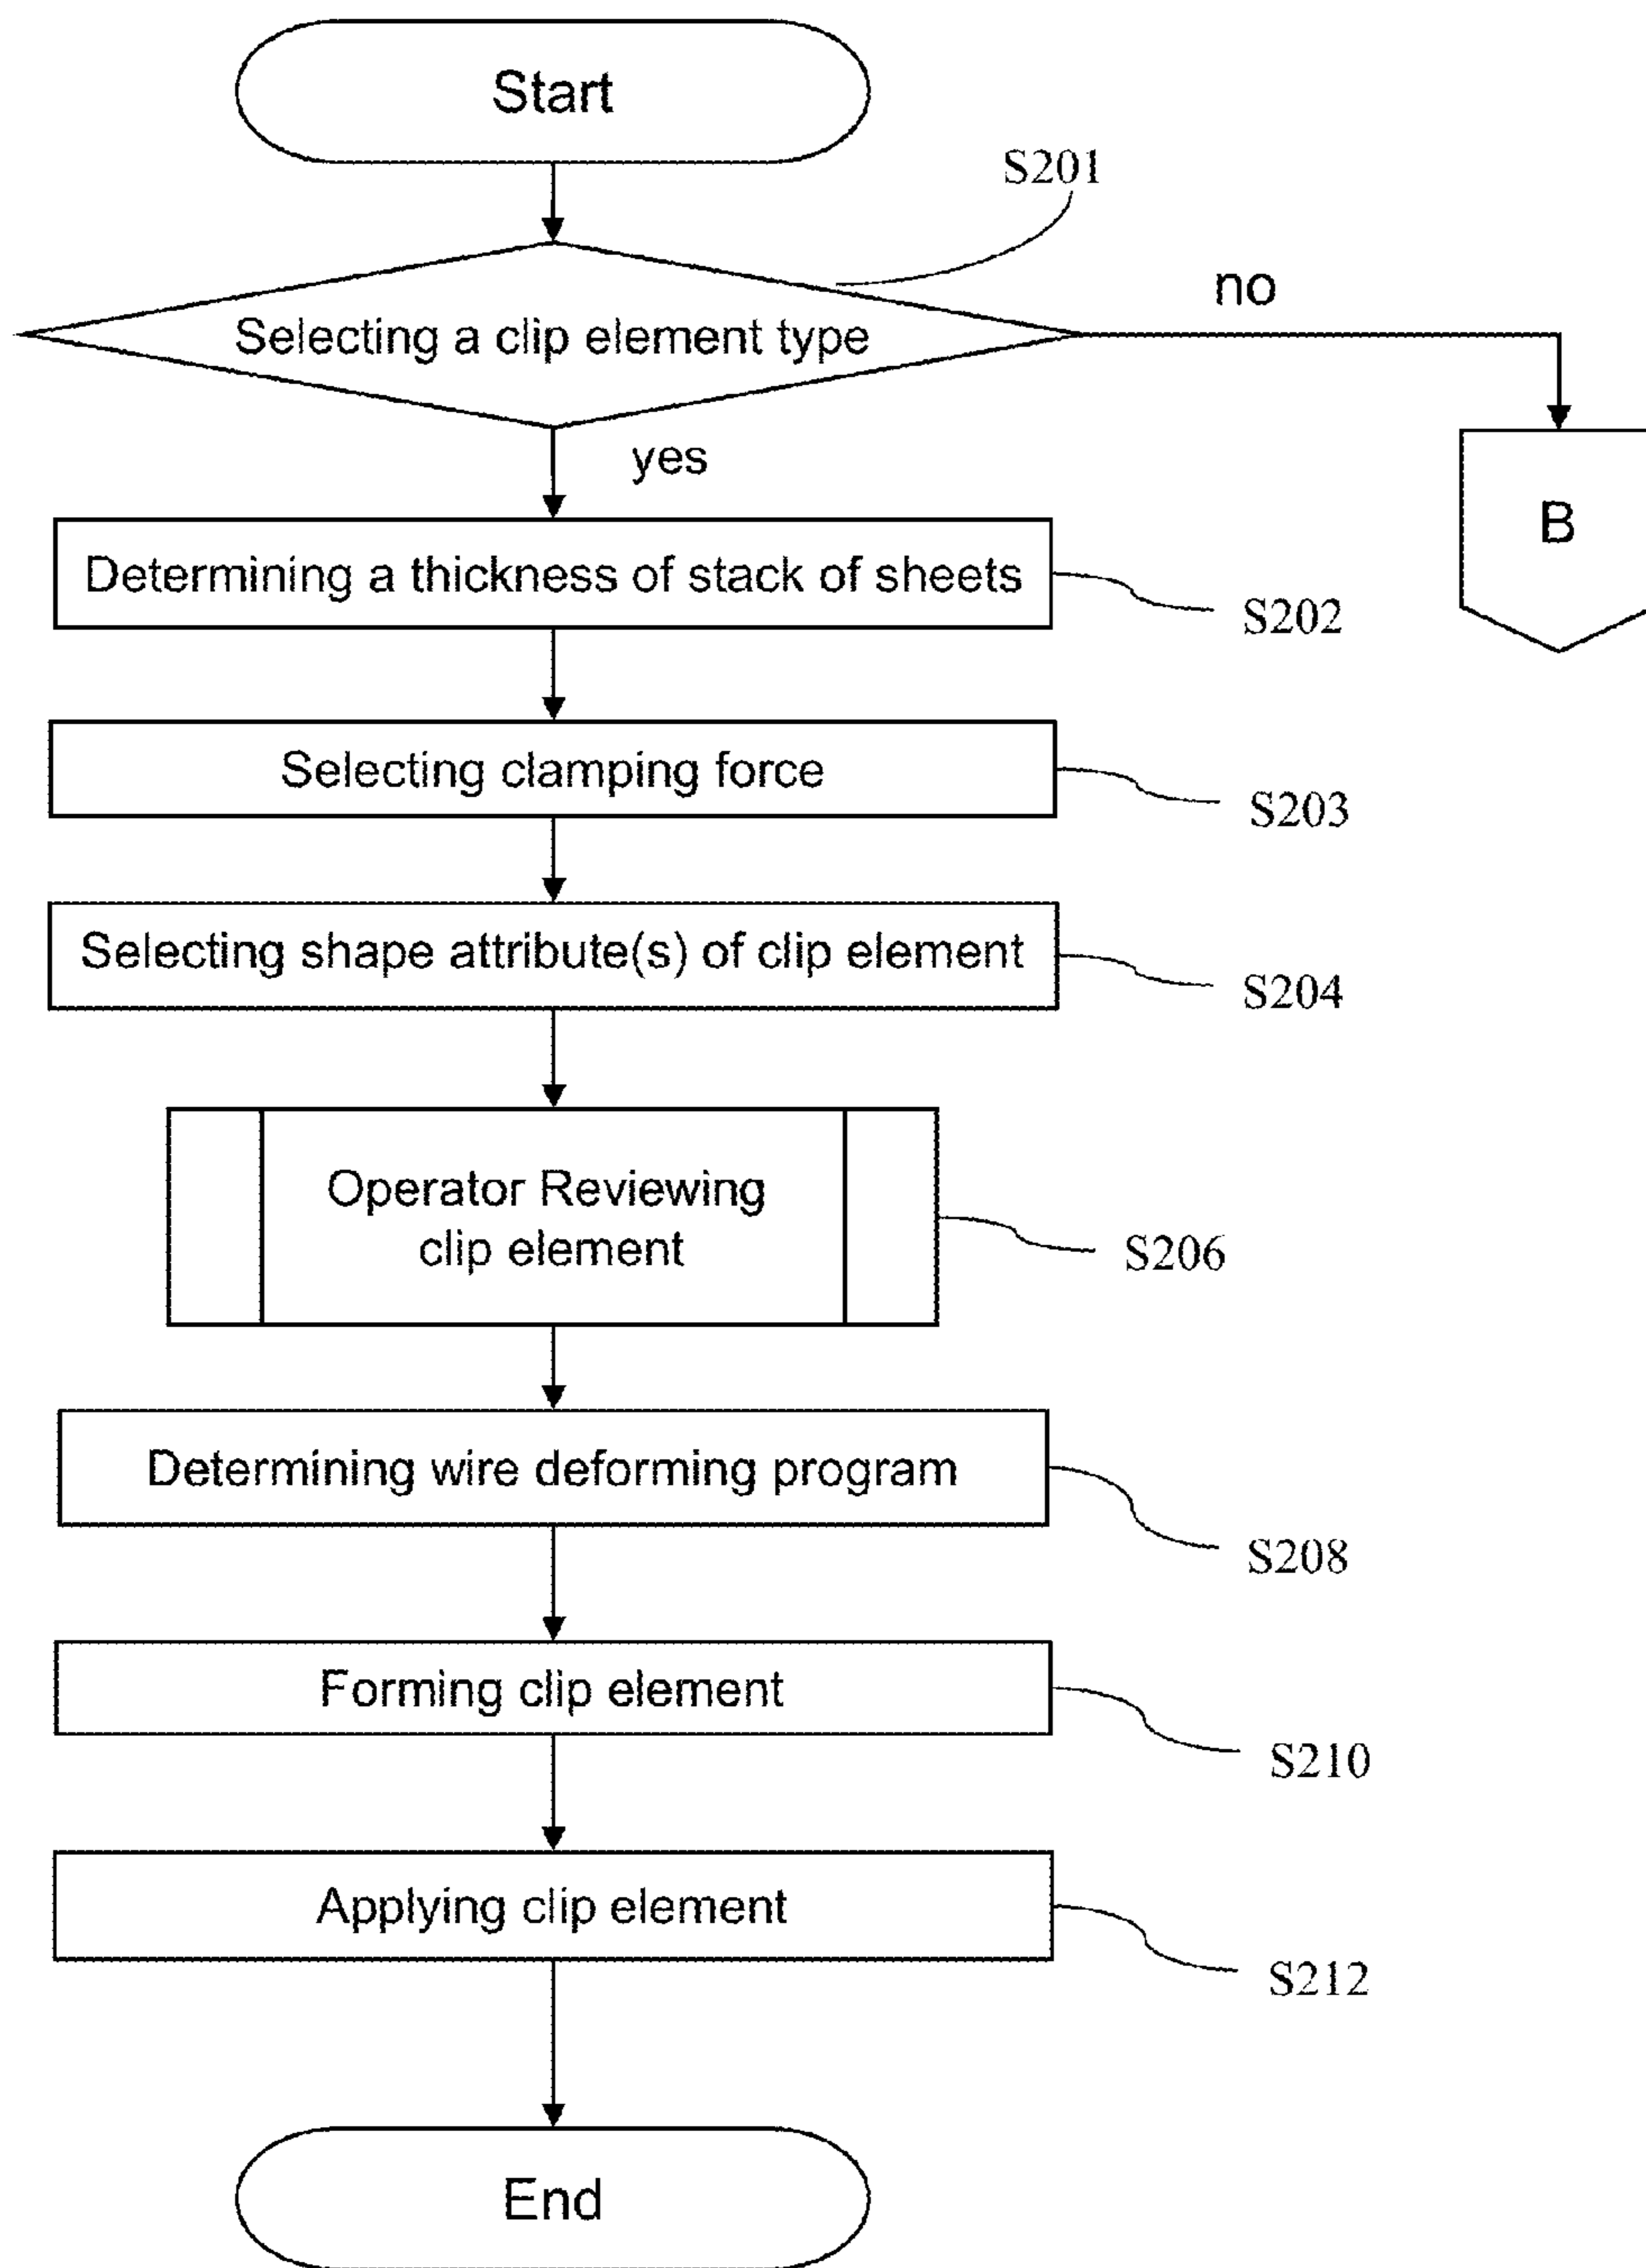 Start
S201
Selecting a clip element type
no
yes
B
Determining a thickness of stack of sheets
S202
Selecting clamping force
S203
Selecting shape attribute(s) of clip element
S204
Operator Reviewing
clip element
S206
Determining wire deforming program
S208
Forming clip element
S210
Applying clip element
S212
End